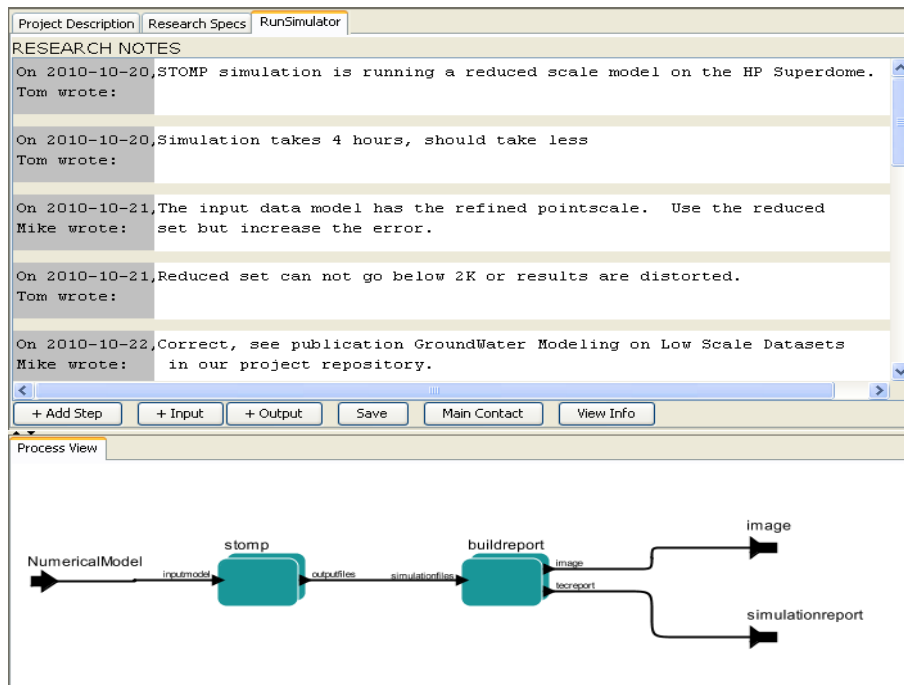 Project Description Research Specs RunSimulator
RESEARCH NOTES
On 2010-10-20, STOMP simulation is running a reduced scale model on the HP Superdome.
Tom wrote:
On 2010-10-20, Simulation takes 4 hours, should take less
Tom wrote:
On 2010-10-21, The input data model has the refined pointscale. Use the reduced
Mike wrote: set but increase the error.
On 2010-10-21, Reduced set can not go below 2K or results are distorted.
Tom wrote:
On 2010-10-22, Correct, see publication GroundWater Modeling on Low Scale Datasets
Mike wrote: in our project repository.
+ Add Step + Input + Output Save Main Contact View Info
Process View
image
stomp buildreport
NumericalModel
inputmodel outputfiles simulationfiles image
tecreport
simulationreport